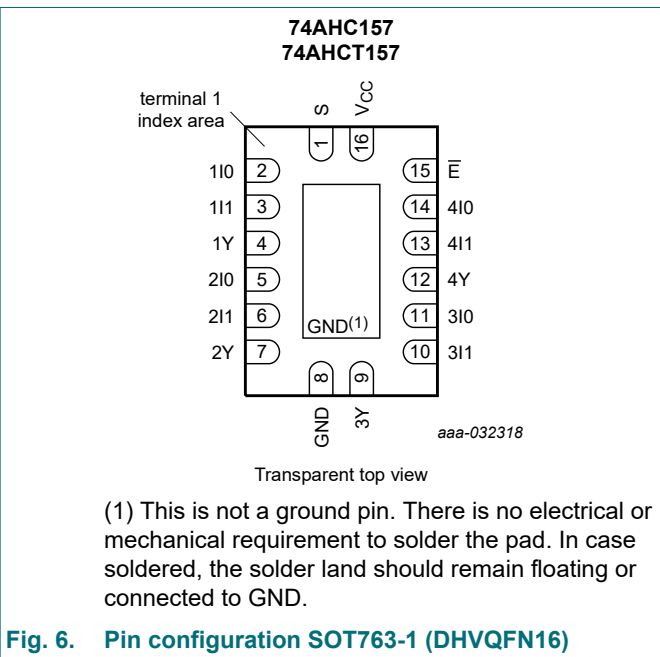 74AHC157
74AHCT157
terminal 1
index area
S
VCC
1
16
1I0 2
15 E̅
1I1 3
14 4I0
1Y 4
13 4I1
2I0 5
12 4Y
2I1 6
11 3I0
GND(1)
2Y 7
10 3I1
8
9
GND
3Y
aaa-032318
Transparent top view
(1) This is not a ground pin. There is no electrical or
mechanical requirement to solder the pad. In case
soldered, the solder land should remain floating or
connected to GND.
Fig. 6. Pin configuration SOT763-1 (DHVQFN16)